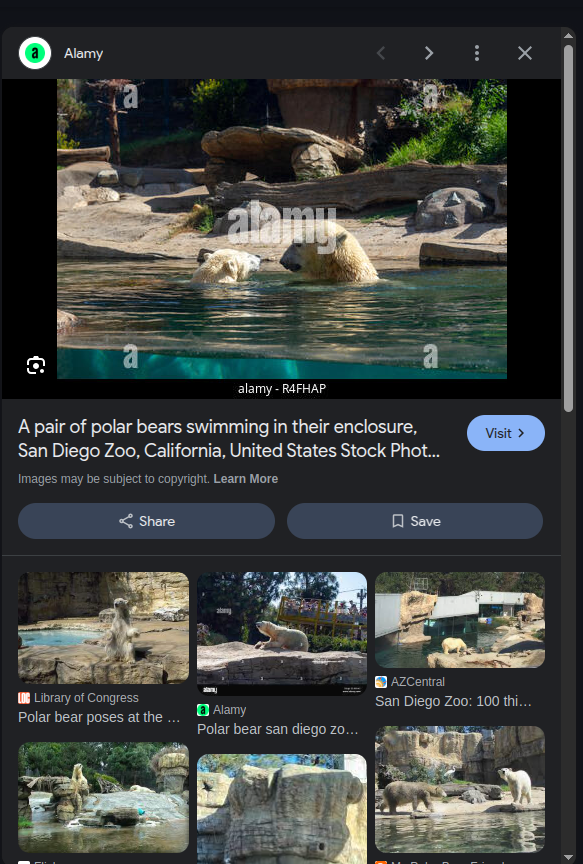 Alamy
a a
alamy
a a
alamy - R4FHAP
A pair of polar bears swimming in their enclosure,
San Diego Zoo, California, United States Stock Phot...
Visit
Images may be subject to copyright. Learn More
Share
Save
alamy
alamy
Library of Congress
Polar bear poses at the ...
Alamy
Polar bear san diego zo...
AZCentral
San Diego Zoo: 100 thi...